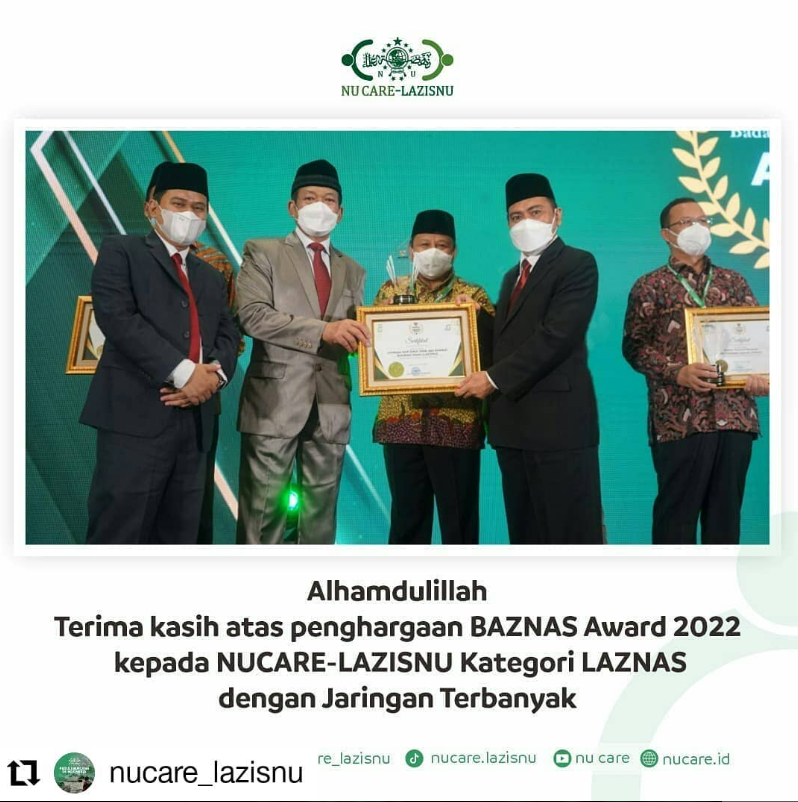 N U
NU CARE-LAZISNU
Bada
A
Alhamdulillah
Terima kasih atas penghargaan BAZNAS Award 2022
kepada NUCARE-LAZISNU Kategori LAZNAS
dengan Jaringan Terbanyak
nucare_lazisnu
re_lazisnu
nucare.lazisnu
nu care
nucare.id